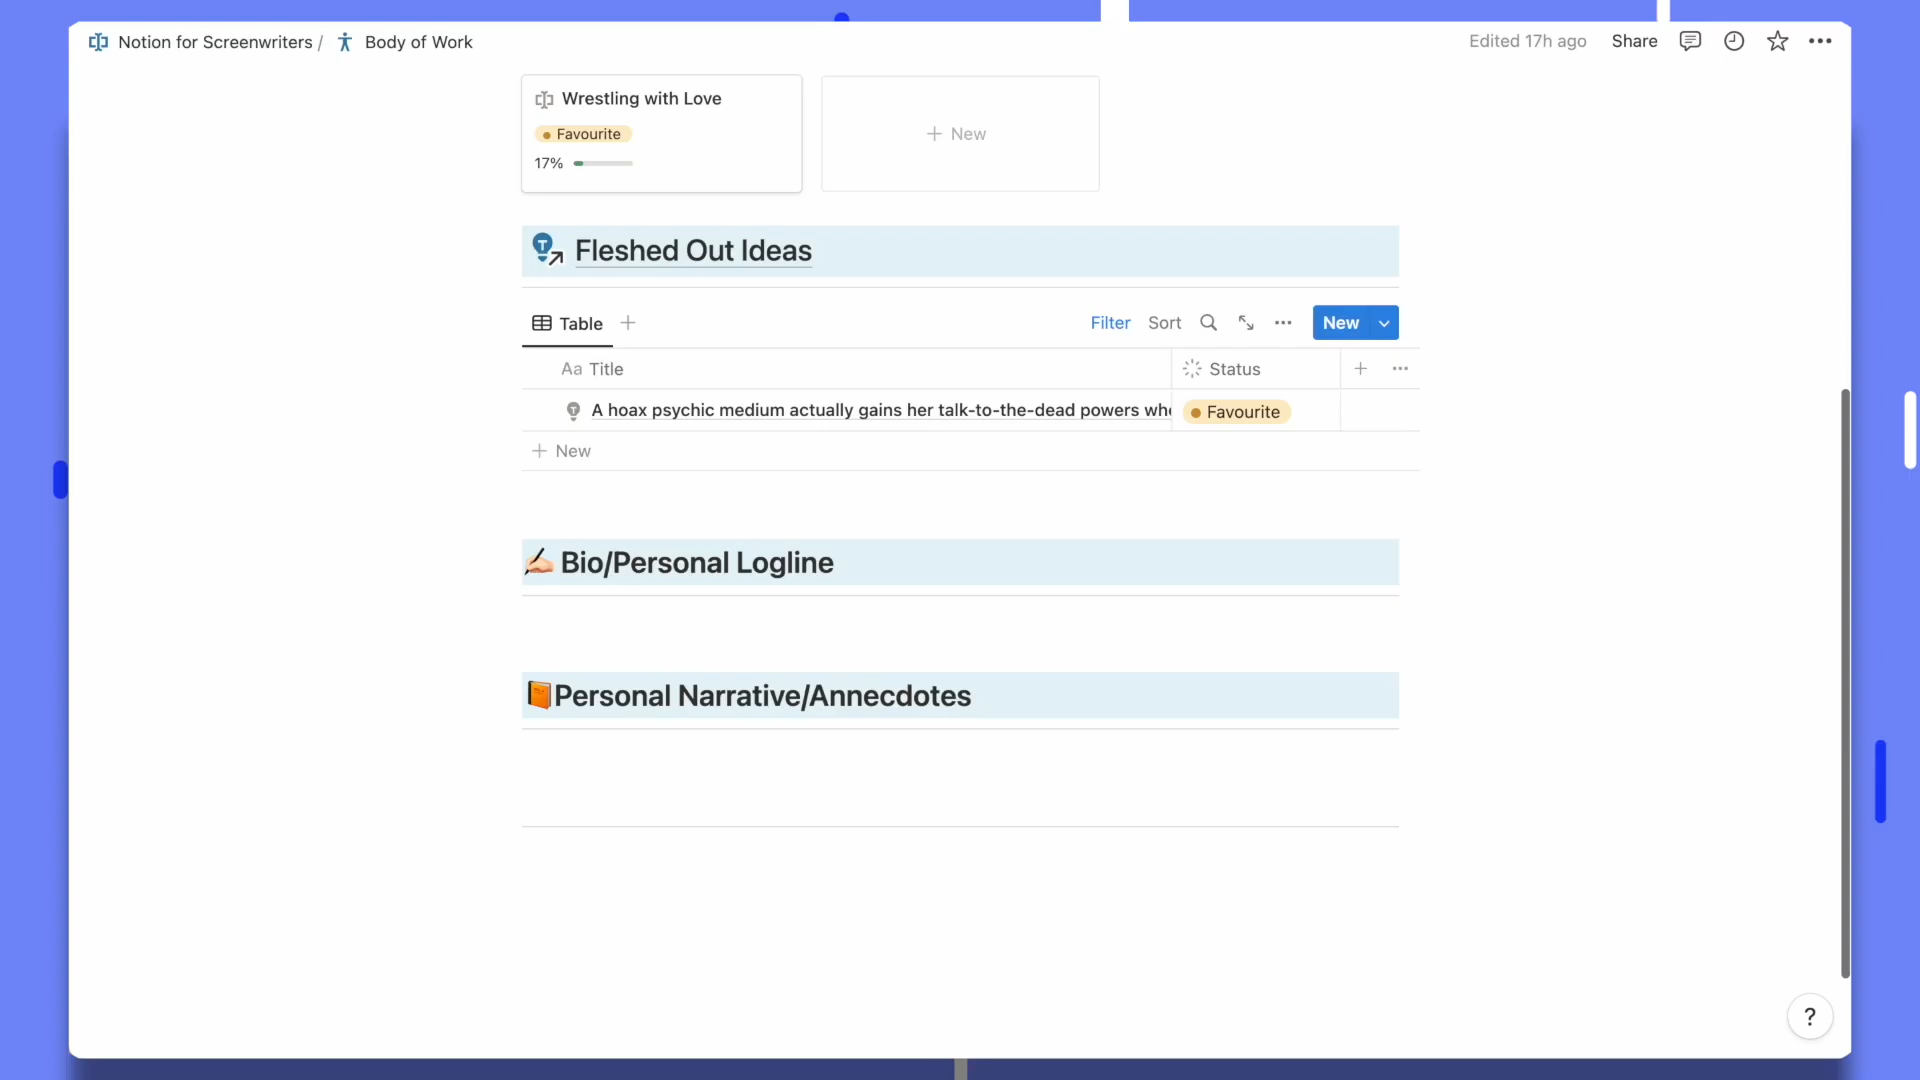 Notion for Screenwriters / Body of Work
Edited 17h ago Share
Wrestling with Love
Favourite
17%
+ New
Fleshed Out Ideas
Table
Filter Sort New
Aa Title
Status
A hoax psychic medium actually gains her talk-to-the-dead powers
Favourite
+ New
Bio/Personal Logline
Personal Narrative/Annecdotes
?